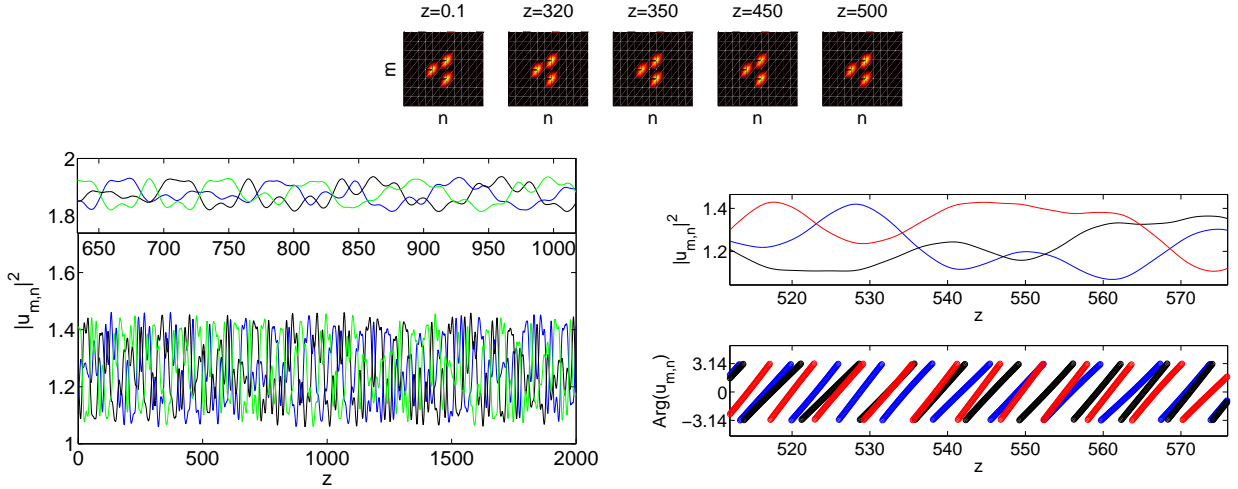 z=0.1 z=320 z=350 z=450 z=500
m
n n n n n
2
1.8
650 700 750 800 850 900 950 1000
1.6
1.4
1.2
1
|u_{m,n}|^2
0 500 1000 1500 2000
z
1.4
1.2
|u_{m,n}|^2
520 530 540 550 560 570
z
3.14
0
−3.14
Arg(u_{m,n})
520 530 540 550 560 570
z